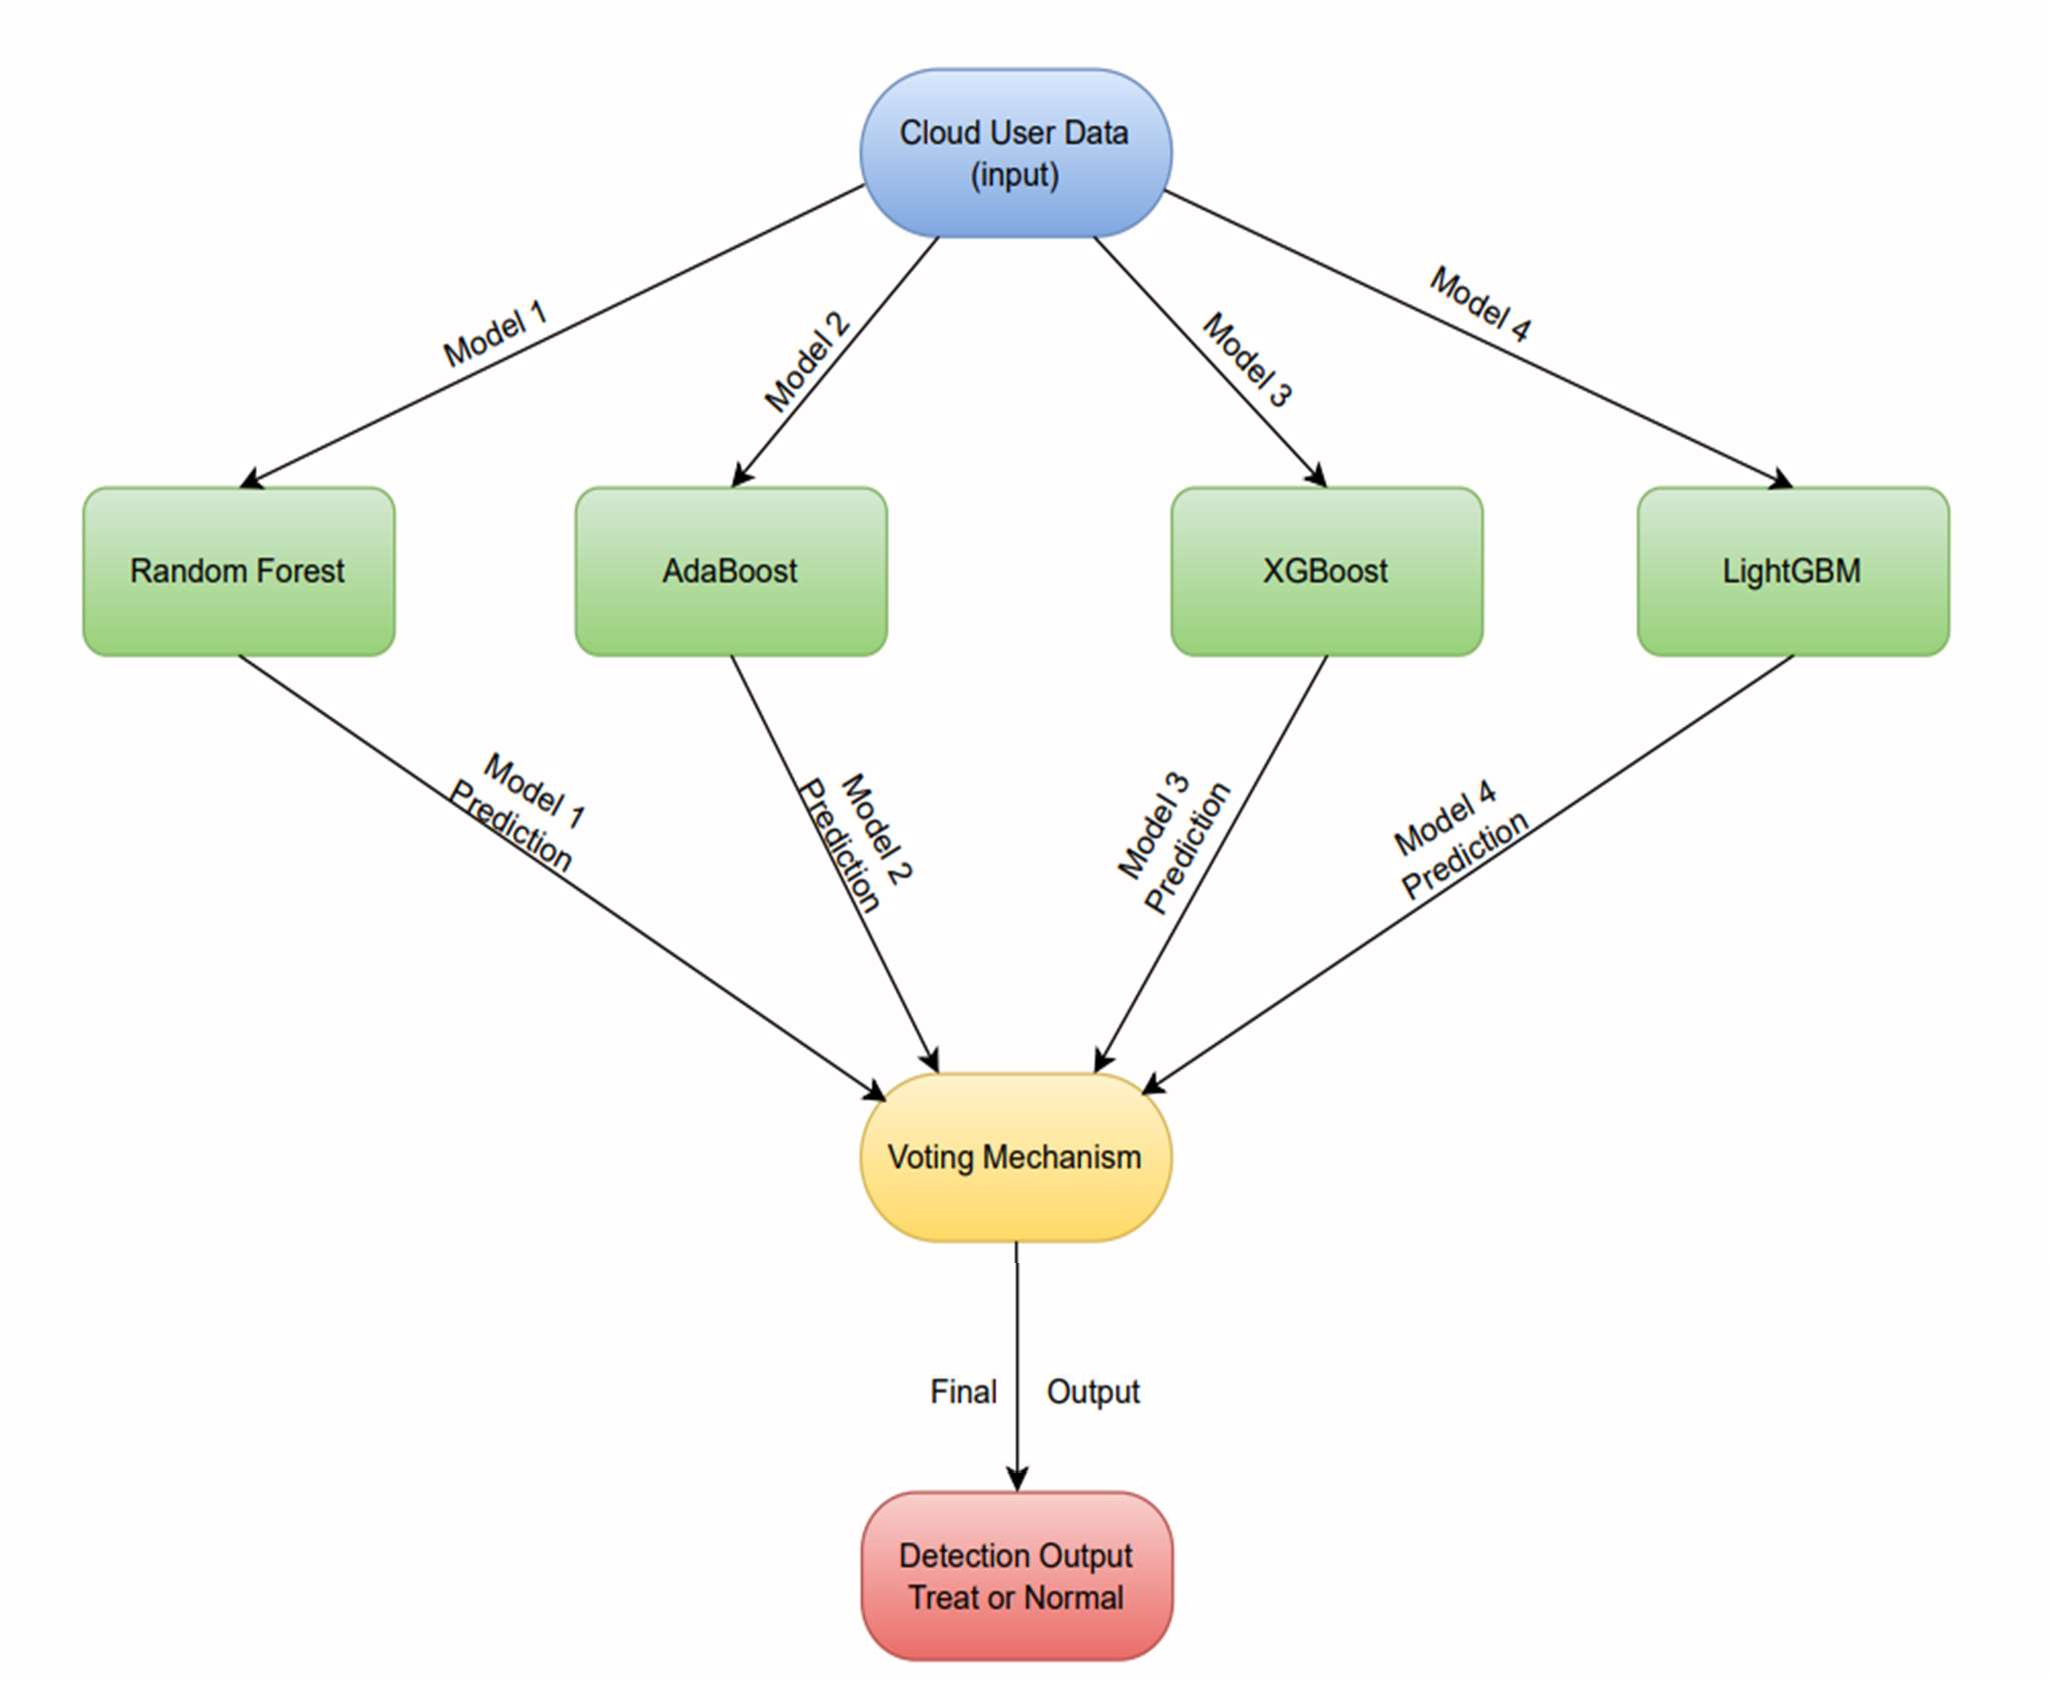 Cloud User Data
(input)
Model 1
Model 2
Model 3
Model 4
Random Forest
AdaBoost
XGBoost
LightGBM
Model 1
Prediction
Model 2
Prediction
Model 3
Prediction
Model 4
Prediction
Voting Mechanism
Final Output
Detection Output
Treat or Normal